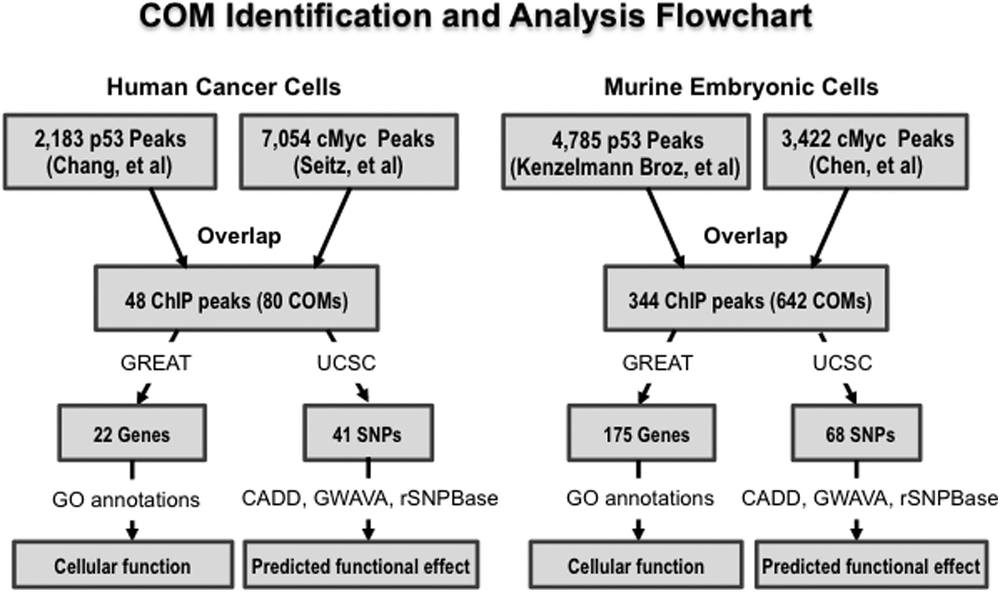 COM Identification and Analysis Flowchart
Human Cancer Cells
Murine Embryonic Cells
2,183 p53 Peaks
(Chang, et al)
7,054 cMyc Peaks
(Seitz, et al)
4,785 p53 Peaks
(Kenzelmann Broz, et al)
3,422 cMyc Peaks
(Chen, et al)
Overlap
Overlap
48 ChIP peaks (80 COMs)
344 ChIP peaks (642 COMs)
GREAT
UCSC
GREAT
UCSC
22 Genes
41 SNPs
175 Genes
68 SNPs
GO annotations
CADD, GWAVA, rSNPBase
GO annotations
CADD, GWAVA, rSNPBase
Cellular function
Predicted functional effect
Cellular function
Predicted functional effect